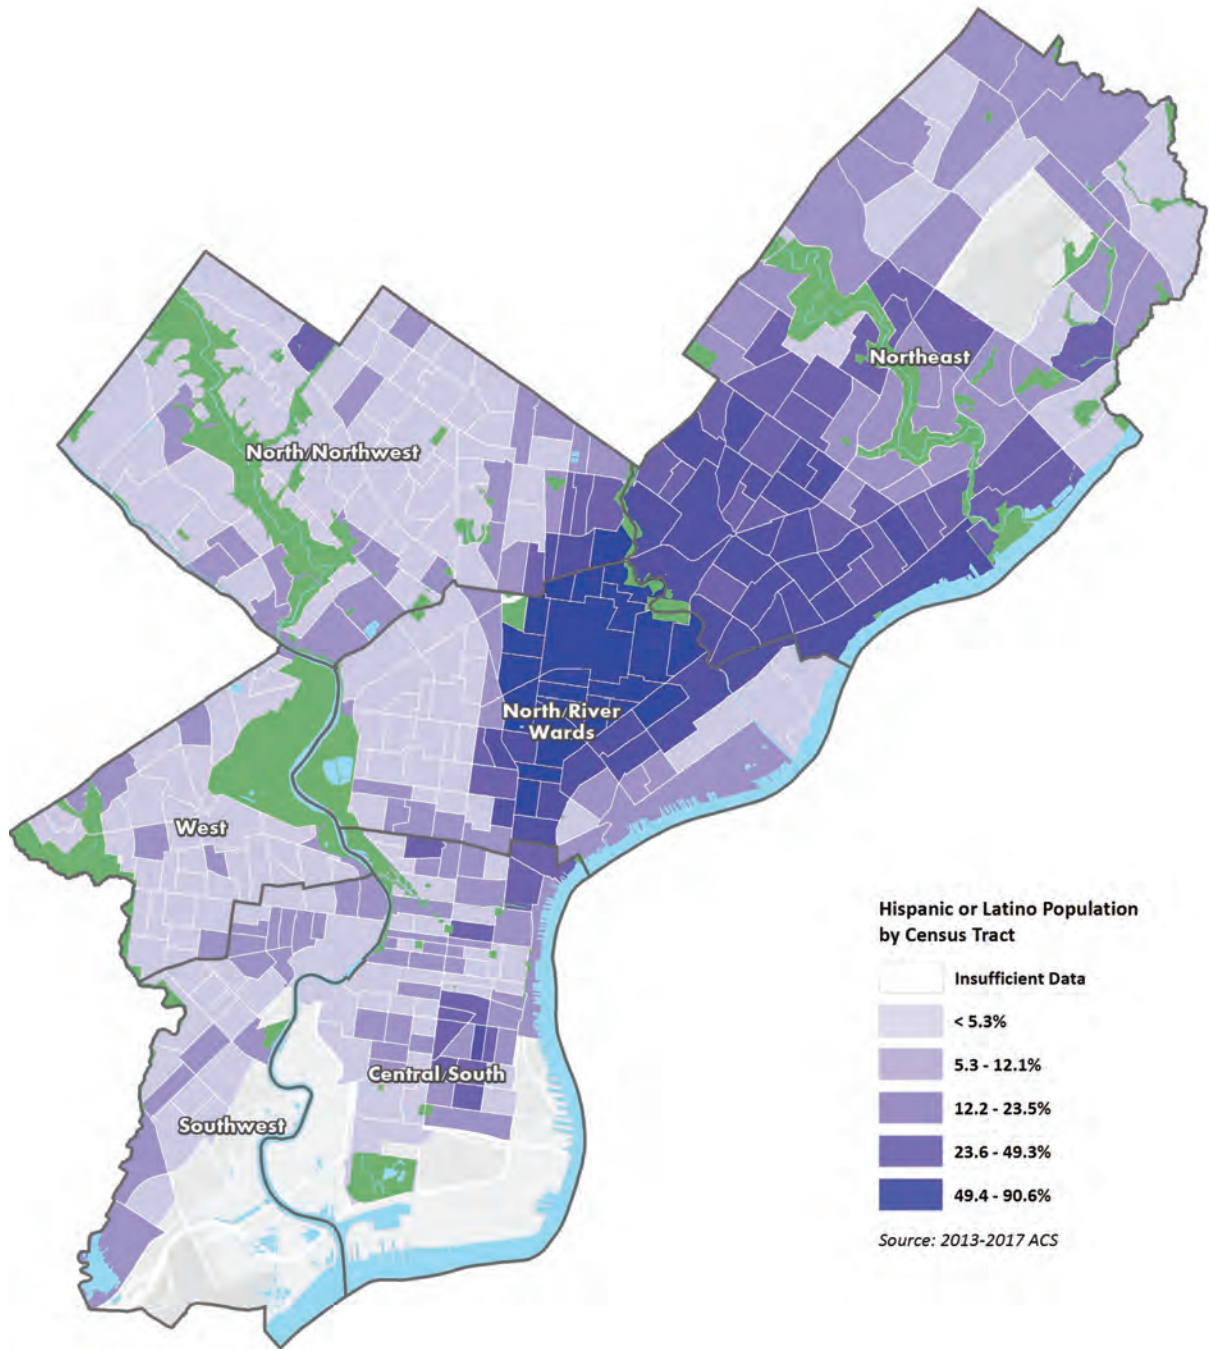 Northeast
North/Northwest
North/River
Wards
West
Central/South
Southwest
Hispanic or Latino Population
by Census Tract
Insufficient Data
< 5.3%
5.3 - 12.1%
12.2 - 23.5%
23.6 - 49.3%
49.4 - 90.6%
Source: 2013-2017 ACS